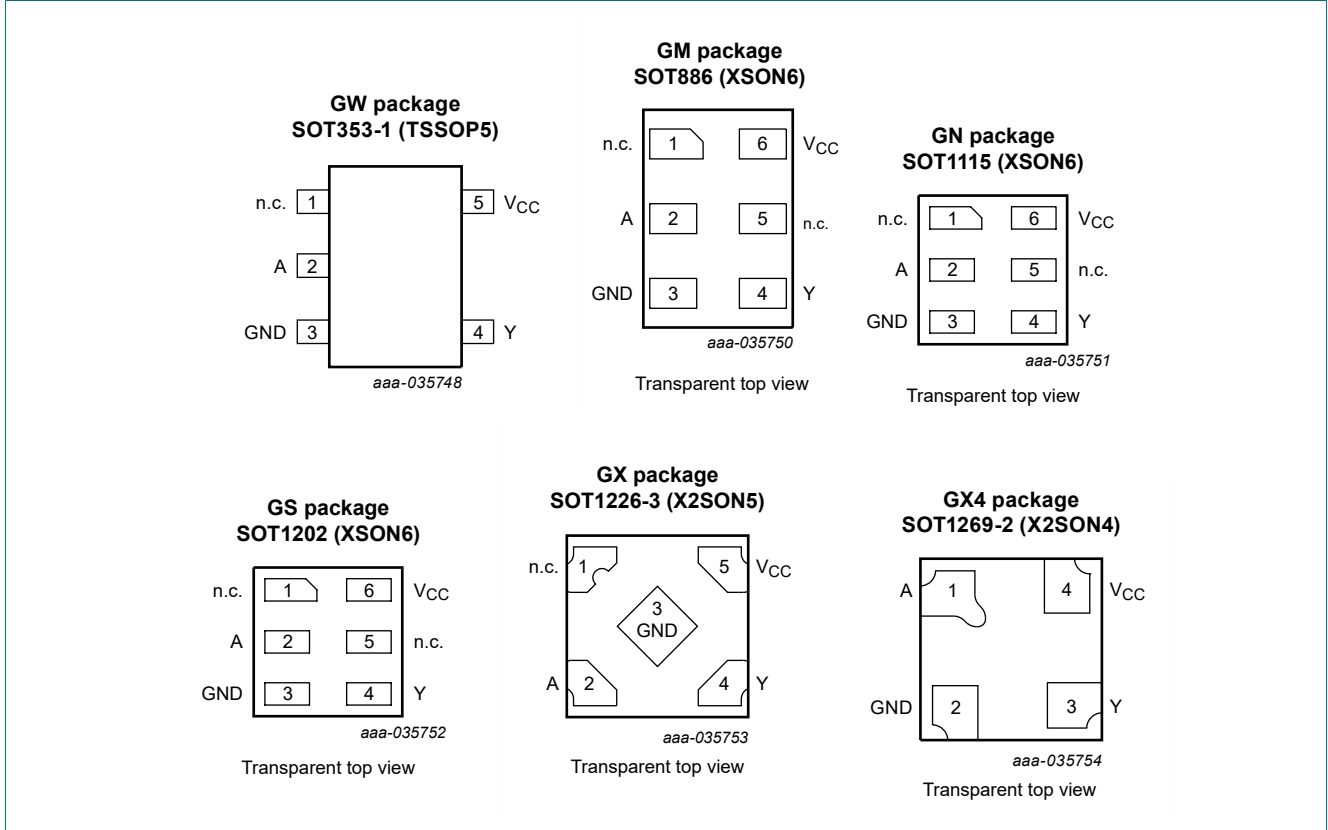 GW package
SOT353-1 (TSSOP5)
n.c. 1
5 VCC
A 2
GND 3
4 Y
aaa-035748
GM package
SOT886 (XSON6)
n.c. 1 6 VCC
A 2 5 n.c.
GND 3 4 Y
aaa-035750
Transparent top view
GN package
SOT1115 (XSON6)
n.c. 1 6 VCC
A 2 5 n.c.
GND 3 4 Y
aaa-035751
Transparent top view
GS package
SOT1202 (XSON6)
n.c. 1 6 VCC
A 2 5 n.c.
GND 3 4 Y
aaa-035752
Transparent top view
GX package
SOT1226-3 (X2SON5)
n.c. 1 5 VCC
3
GND
A 2 4 Y
aaa-035753
Transparent top view
GX4 package
SOT1269-2 (X2SON4)
A 1 4 VCC
GND 2 3 Y
aaa-035754
Transparent top view